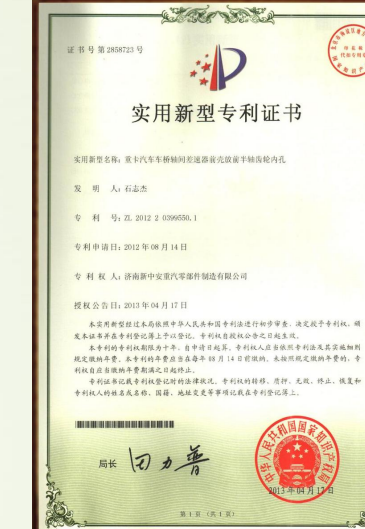 证书号第2858723号
实用新型专利证书
实用新型名称：重卡汽车车桥轴间差速器前壳放前半轴齿轮内孔
发 明 人：石志杰
专 利 号：ZL 2012 2 0399550.1
专利申请日：2012年08月14日
专 利 权 人：济南新中安重汽零部件制造有限公司
授权公告日：2013年04月17日
本实用新型经过本局依照中华人民共和国专利法进行初步审查，决定授予专利权，颁
发本证书并在专利登记簿上予以登记。专利权自授权公告之日起生效。
本专利的专利权期限为十年，自申请日起算。专利权人应当依照专利法及其实施细则
规定缴纳年费。本专利的年费应当在每年08月14日前缴纳。未按照规定缴纳年费的，专
利权自应当缴纳年费期满之日起终止。
专利证书记载专利权登记时的法律状况。专利权的转移、质押、无效、终止、恢复和
专利权人的姓名或名称、国籍、地址变更等事项记载在专利登记簿上。
局长 田力普
中华人民共和国国家知识产权局
2013年04月17日
第1页（共1页）